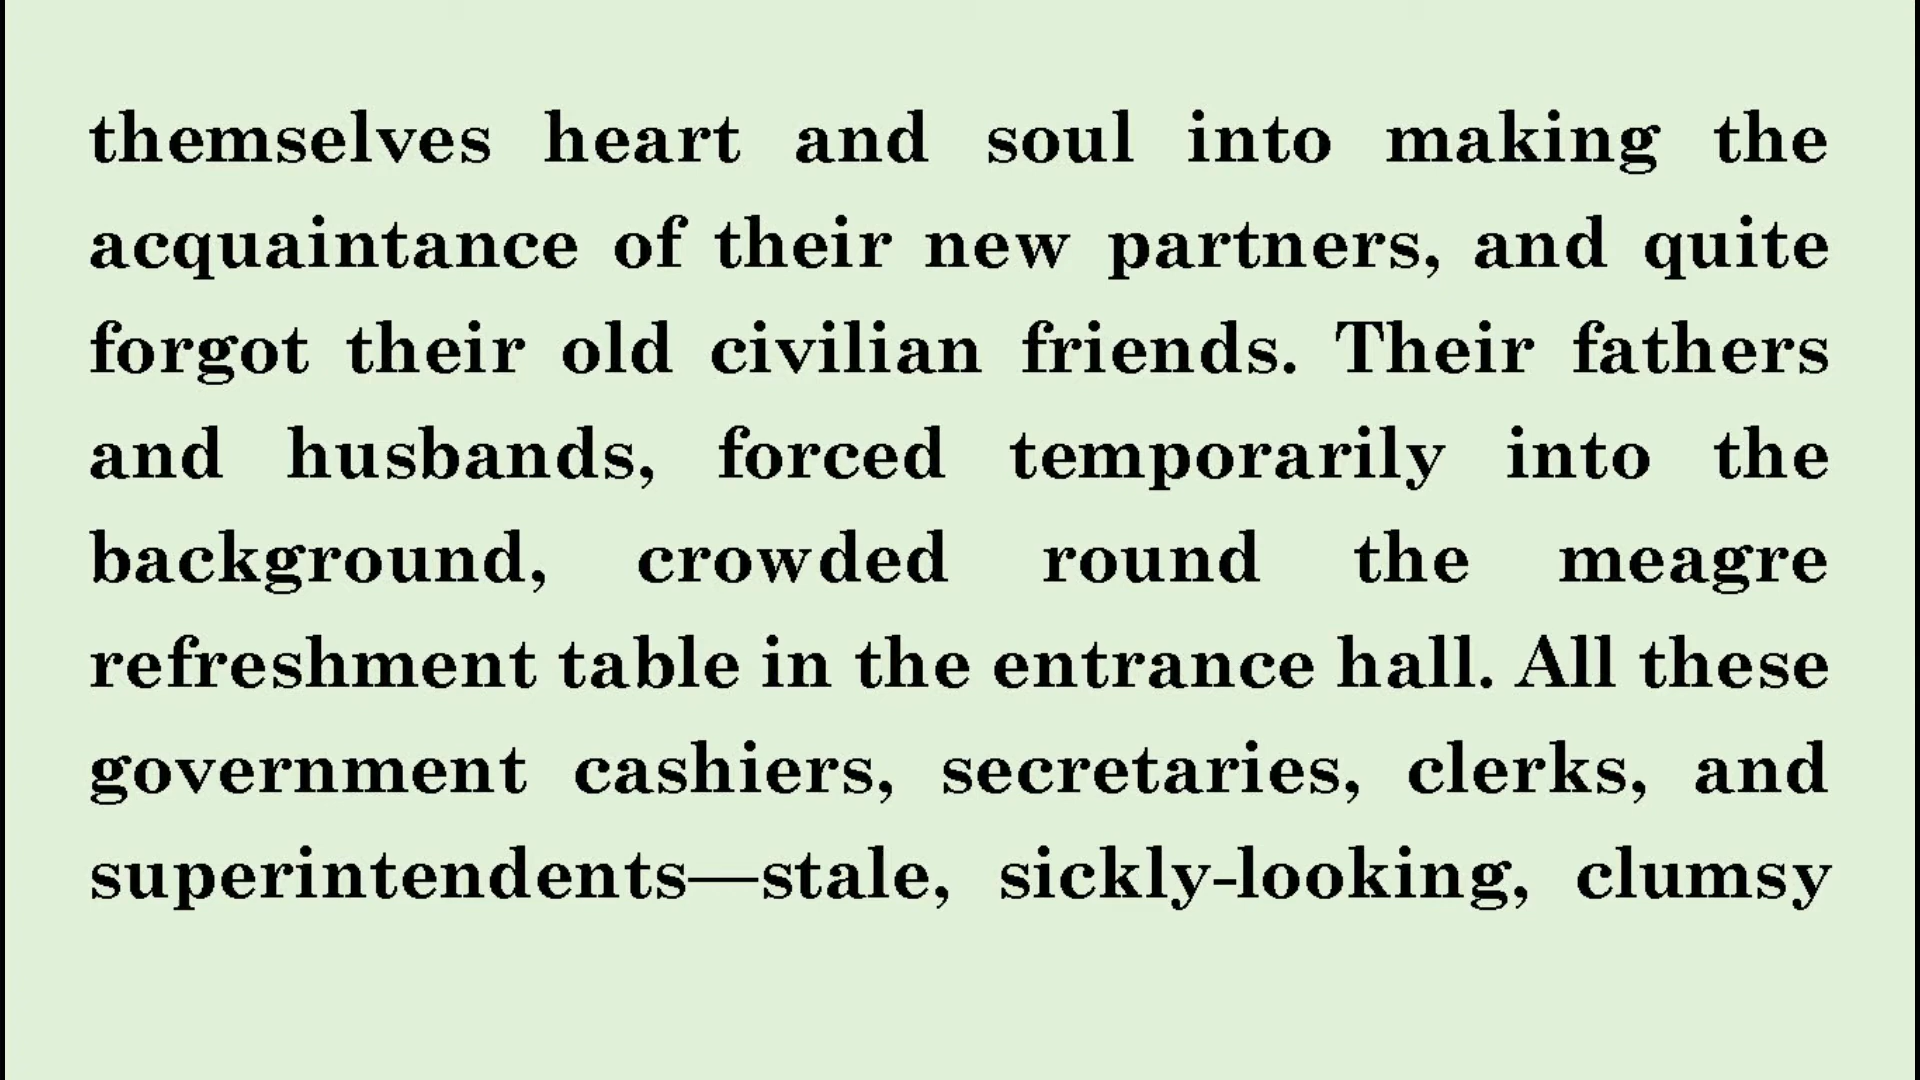 themselves heart and soul into making the
acquaintance of their new partners, and quite
forgot their old civilian friends. Their fathers
and husbands, forced temporarily into the
background, crowded round the meagre
refreshment table in the entrance hall. All these
government cashiers, secretaries, clerks, and
superintendents—stale, sickly-looking, clumsy